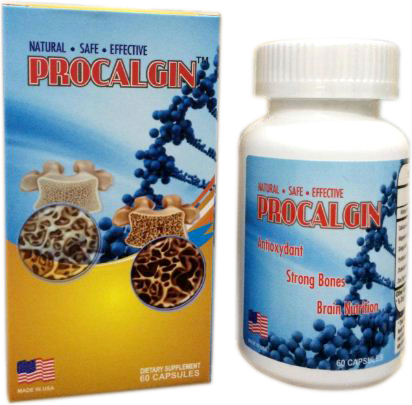 NATURAL • SAFE • EFFECTIVE
PROCALGIN™
MADE IN USA
DIETARY SUPPLEMENT
60 CAPSULES
NATURAL • SAFE • EFFECTIVE
PROCALGIN
Antioxydant
Strong Bones
Brain Nutrition
60 CAPSULES